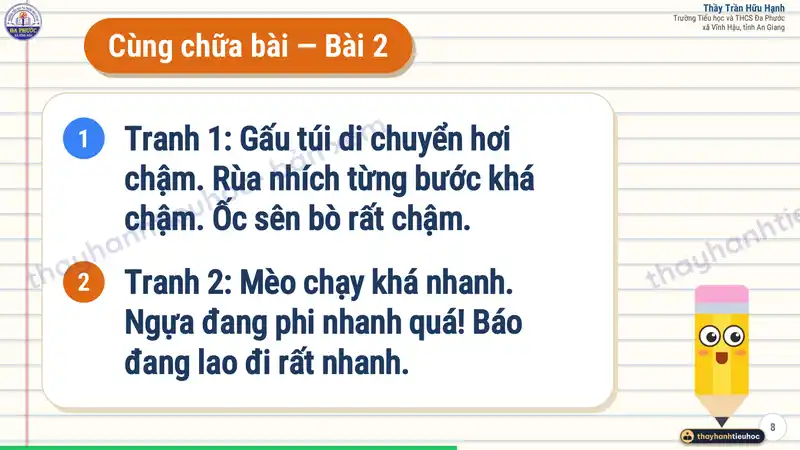 Thầy Trần Hữu Hạnh
Trường Tiểu học và THCS Đa Phước
xã Vĩnh Hậu, tỉnh An Giang
ĐA PHƯỚC
Cùng chữa bài – Bài 2
1
Tranh 1: Gấu túi di chuyển hơi
chậm. Rùa nhích từng bước khá
chậm. Ốc sên bò rất chậm.
2
Tranh 2: Mèo chạy khá nhanh.
Ngựa đang phi nhanh quá! Báo
đang lao đi rất nhanh.
thayhanhtieuhoc
8